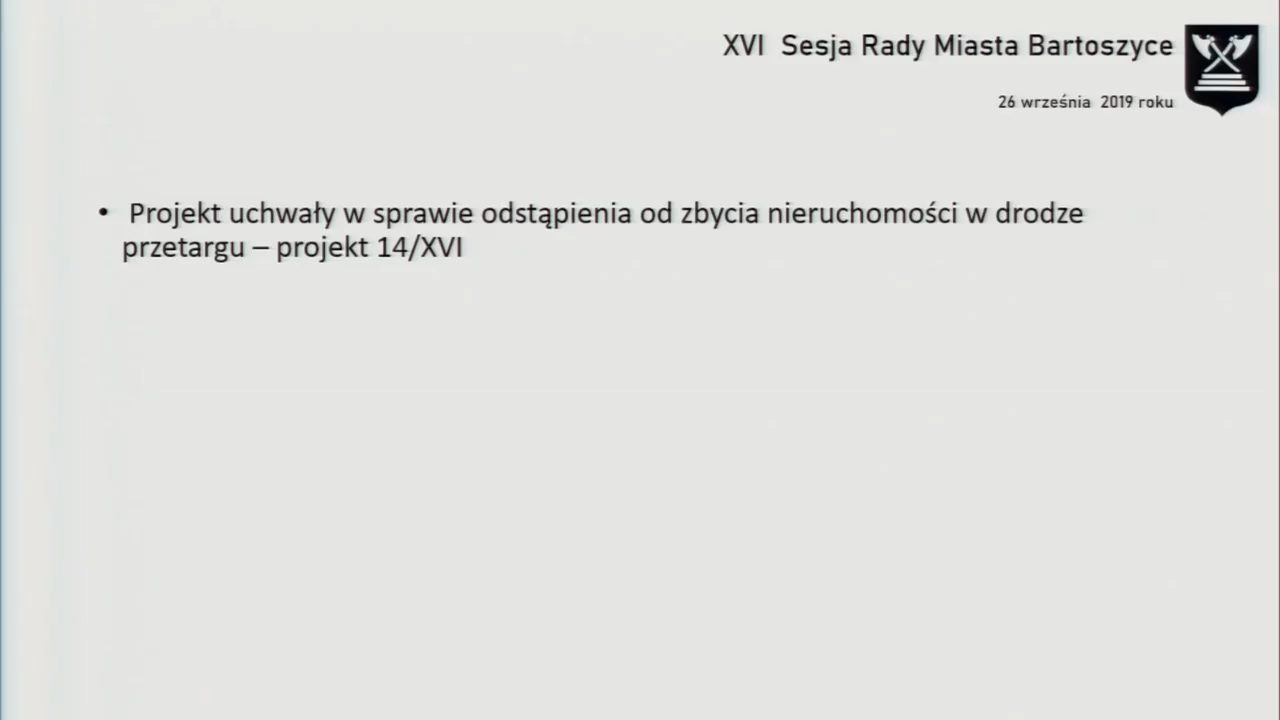 XVI Sesja Rady Miasta Bartoszyce
26 września 2019 roku
• Projekt uchwały w sprawie odstąpienia od zbycia nieruchomości w drodze
przetargu – projekt 14/XVI